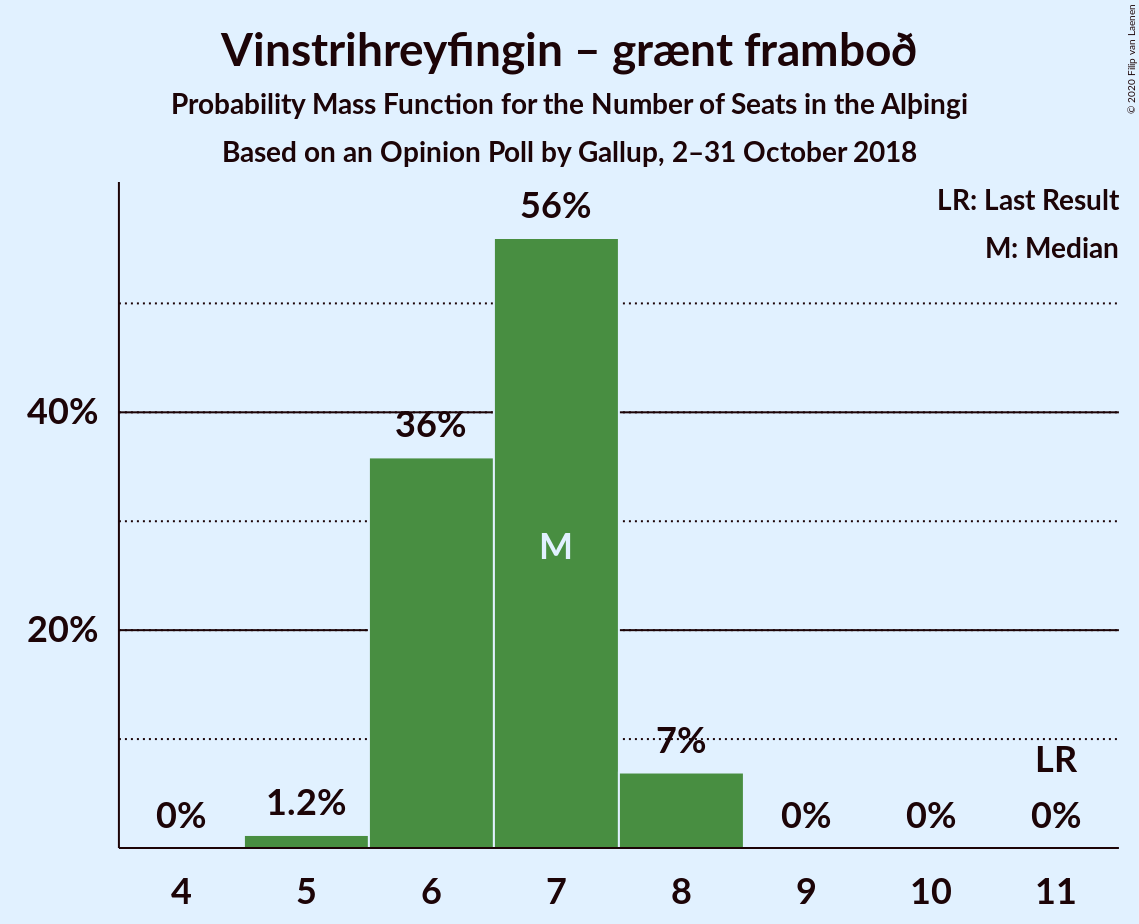 Vinstrihreyfingin – grænt framboð
Probability Mass Function for the Number of Seats in the Alþingi
Based on an Opinion Poll by Gallup, 2–31 October 2018
© 2020 Filip van Laenen
LR: Last Result
M: Median
56%
40%
36%
M
20%
7%
LR
0%
1.2%
0%
0%
0%
4
5
6
7
8
9
10
11